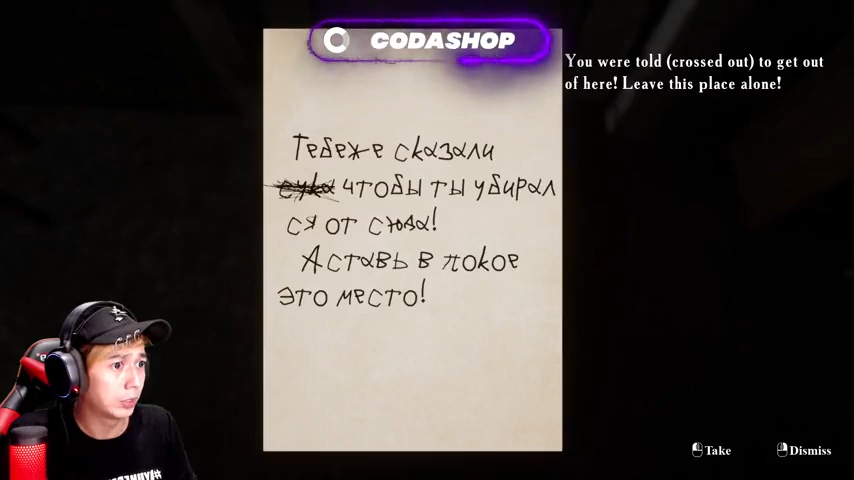 CODASHOP
You were told (crossed out) to get out
of here! Leave this place alone!
Тебеже сказали
сука чтобы ты убирал
ся от сюда!
Аставь в покое
это место!
Take
Dismiss